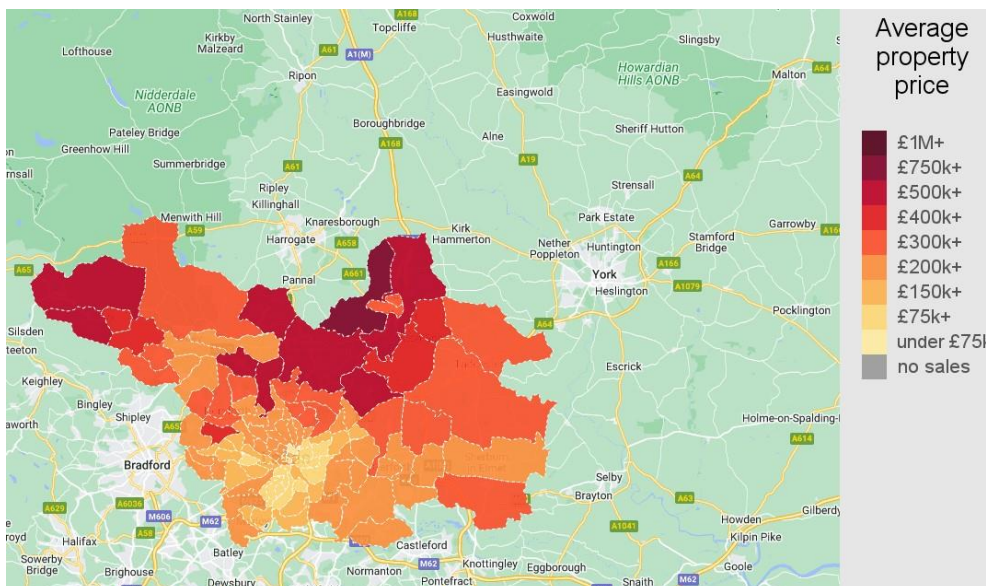 North Stainley
A168
Topcliffe
Coxwold
Lofthouse
Kirkby
Malzeard
A61
A1(M)
Husthwaite
Slingsby
Howardian
Hills AONB
Malton
A64
Ripon
Nidderdale
AONB
Easingwold
Pateley Bridge
Boroughbridge
Alne
Sheriff Hutton
Greenhow Hill
Summerbridge
A168
A19
A61
A64
Ripley
Killinghall
Strensall
Menwith Hill
A59
Knaresborough
Kirk
Hammerton
Park Estate
Garrowby
Harrogate
A658
Nether
Poppleton
Huntington
Stamford
Bridge
A65
A661
Pannal
York
A166
Heslington
A1079
Silsden
A64
Pocklington
Keighley
Escrick
Bingley
Shipley
Holme-on-Spalding-
A614
Bradford
Selby
Brayton
A63
A629
A6036
M606
M62
A1041
Howden
Gilberdy
Halifax
A58
Batley
Castleford
Kilpin Pike
Sowerby
Bridge
Brighouse
Dewsbury
Normanton
M62
Knottingley
Eggborough
Pontefract
Snaith
M62
Goole
Average
property
price
£1M+
£750k+
£500k+
£400k+
£300k+
£200k+
£150k+
£75k+
under £75k
no sales